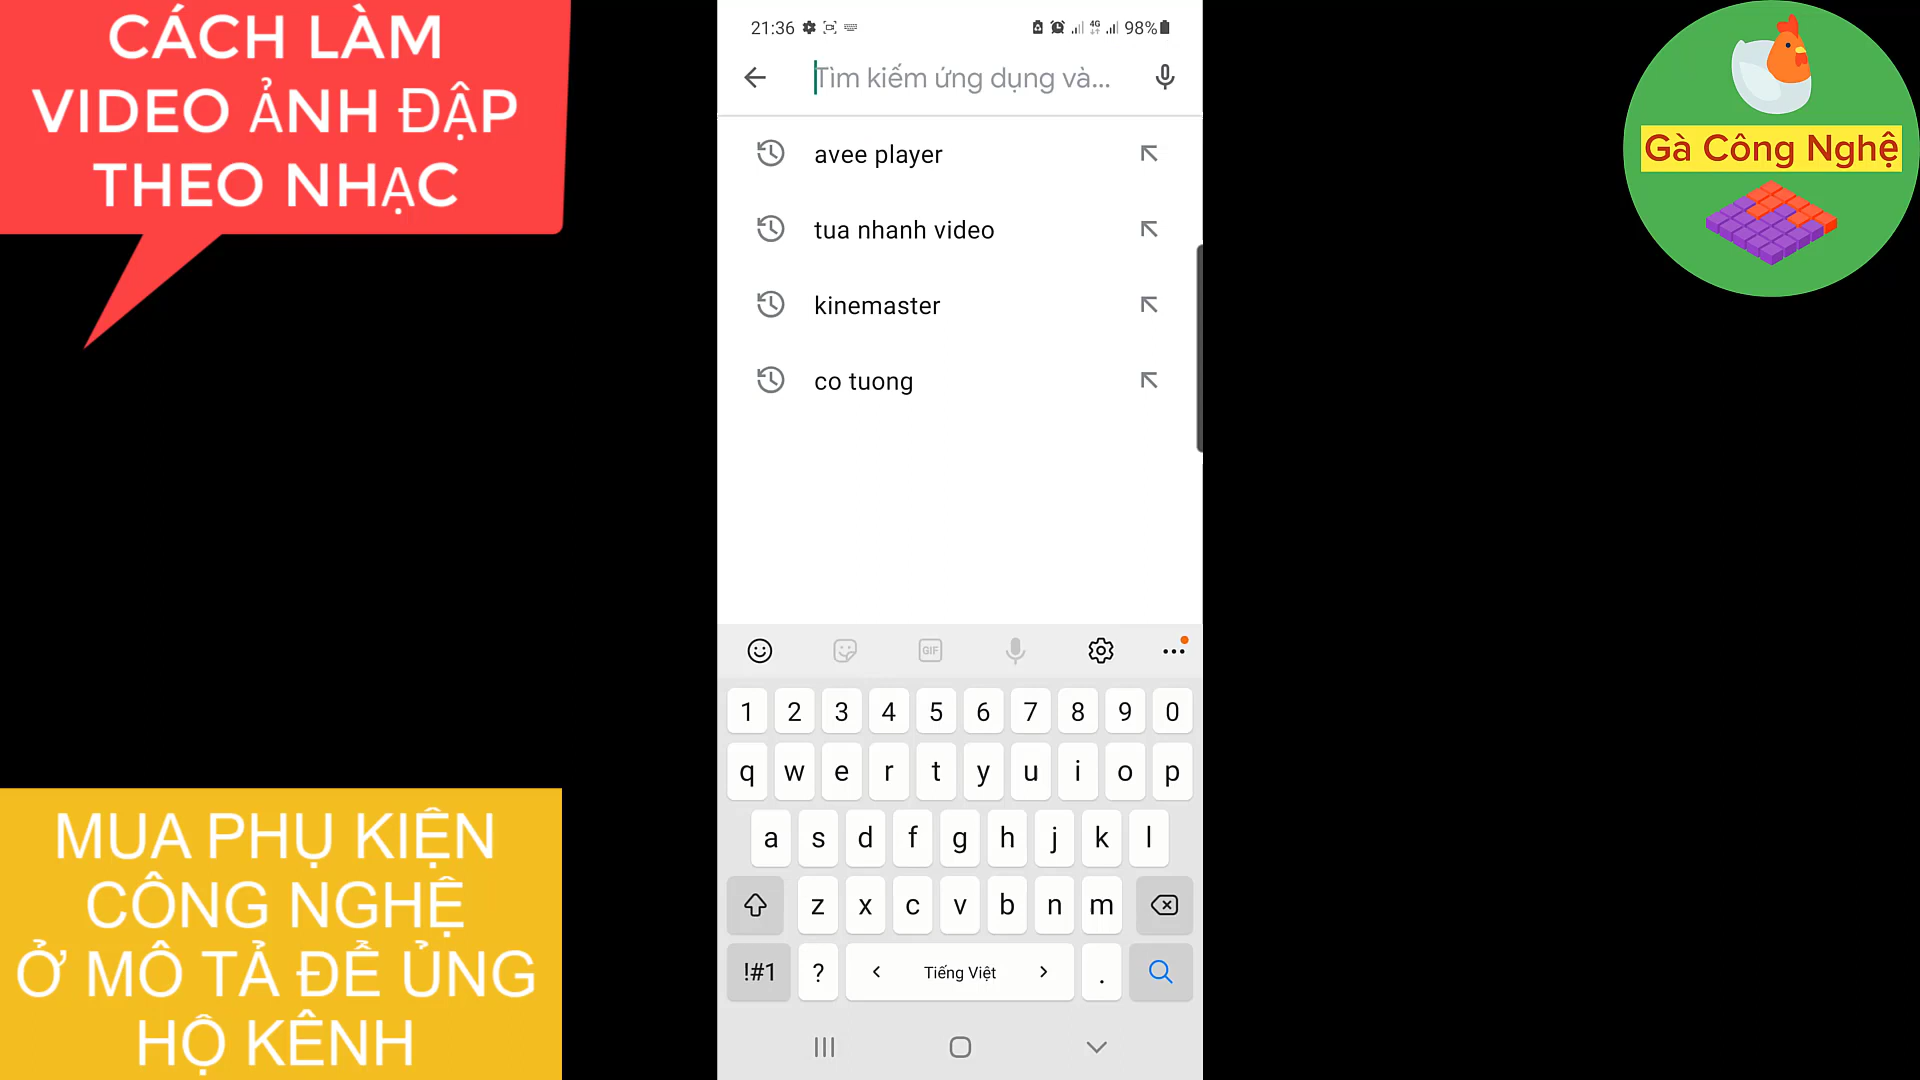 CÁCH LÀM
VIDEO ẢNH ĐẬP
THEO NHẠC
21:36
4G
98%
Tìm kiếm ứng dụng và...
avee player
tua nhanh video
kinemaster
co tuong
Gà Công Nghệ
GIF
1 2 3 4 5 6 7 8 9 0
q w e r t y u i o p
a s d f g h j k l
z x c v b n m
!#1 ? < Tiếng Việt > .
MUA PHỤ KIỆN
CÔNG NGHỆ
Ở MÔ TẢ ĐỂ ỦNG
HỘ KÊNH